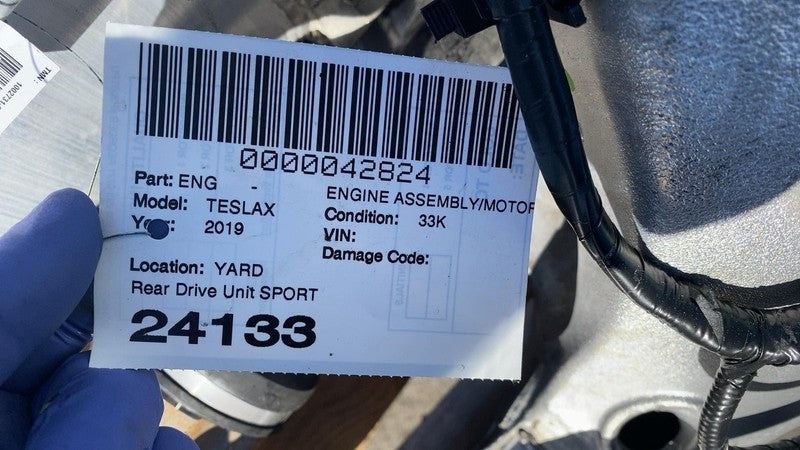 0000042824
Part: ENG - ENGINE ASSEMBLY/MOTOR
Model: TESLAX Condition: 33K
Year: 2019 VIN:
Damage Code:
Location: YARD
Rear Drive Unit SPORT
24133
TMN: